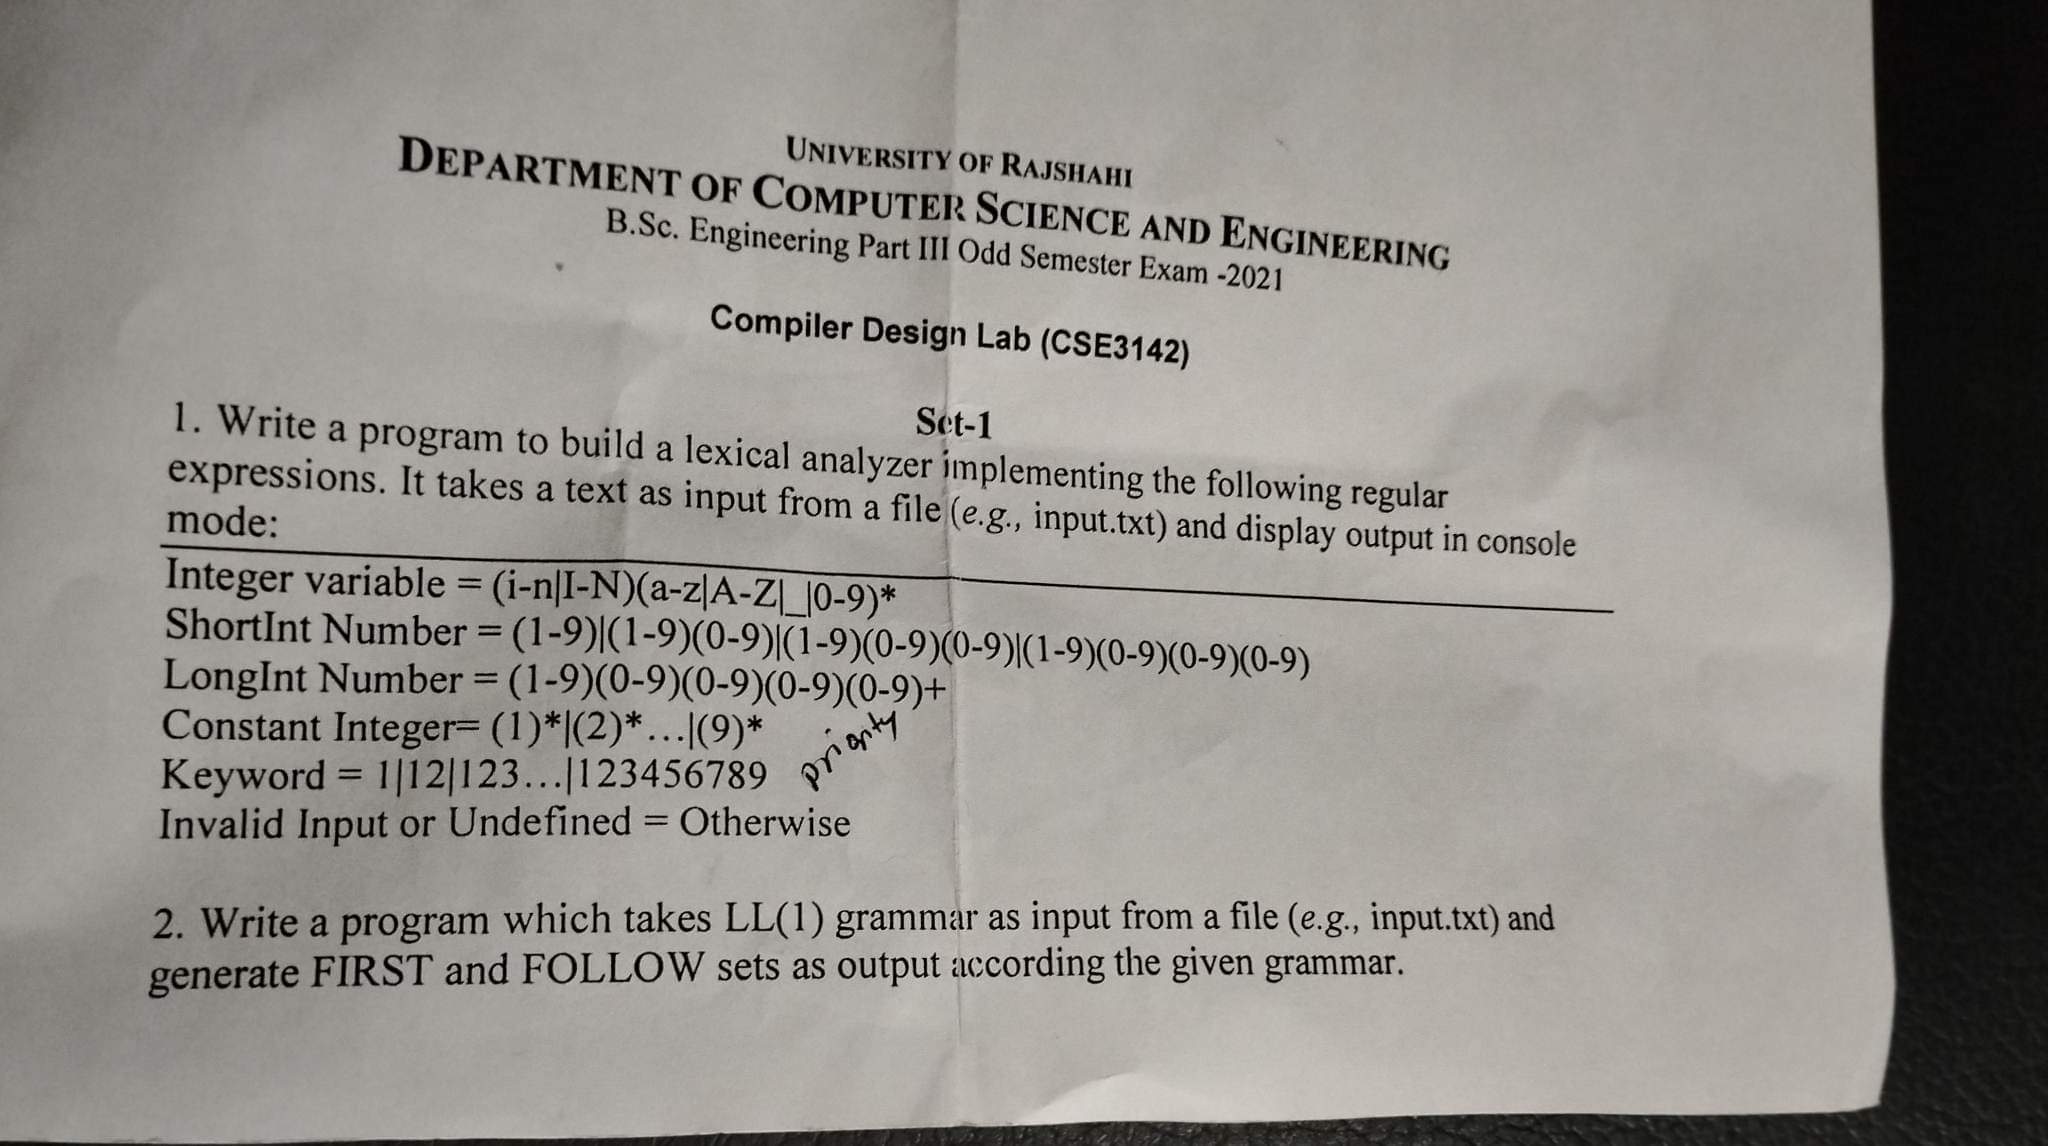 UNIVERSITY OF RAJSHAHI
DEPARTMENT OF COMPUTER SCIENCE AND ENGINEERING
B.Sc. Engineering Part III Odd Semester Exam -2021
Compiler Design Lab (CSE3142)
Set-1
1. Write a program to build a lexical analyzer implementing the following regular
expressions. It takes a text as input from a file (e.g., input.txt) and display output in console
mode:
Integer variable = (i-n|I-N)(a-z|A-Z|_|0-9)*
ShortInt Number = (1-9)|(1-9)(0-9)|(1-9)(0-9)(0-9)|(1-9)(0-9)(0-9)(0-9)
LongInt Number = (1-9)(0-9)(0-9)(0-9)(0-9)+
Constant Integer= (1)*|(2)*...|(9)*
Keyword = 1|12|123...|123456789 priority
Invalid Input or Undefined = Otherwise
2. Write a program which takes LL(1) grammar as input from a file (e.g., input.txt) and
generate FIRST and FOLLOW sets as output according the given grammar.